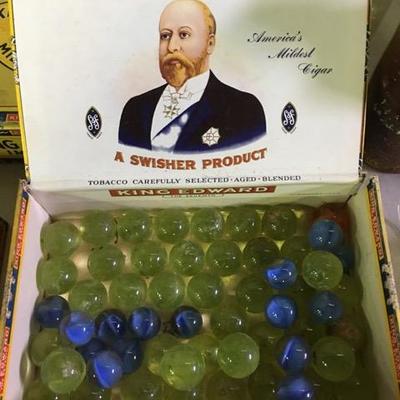 America's
Mildest
Cigar
A SWISHER PRODUCT
TOBACCO CAREFULLY SELECTED · AGED · BLENDED
KING EDWARD